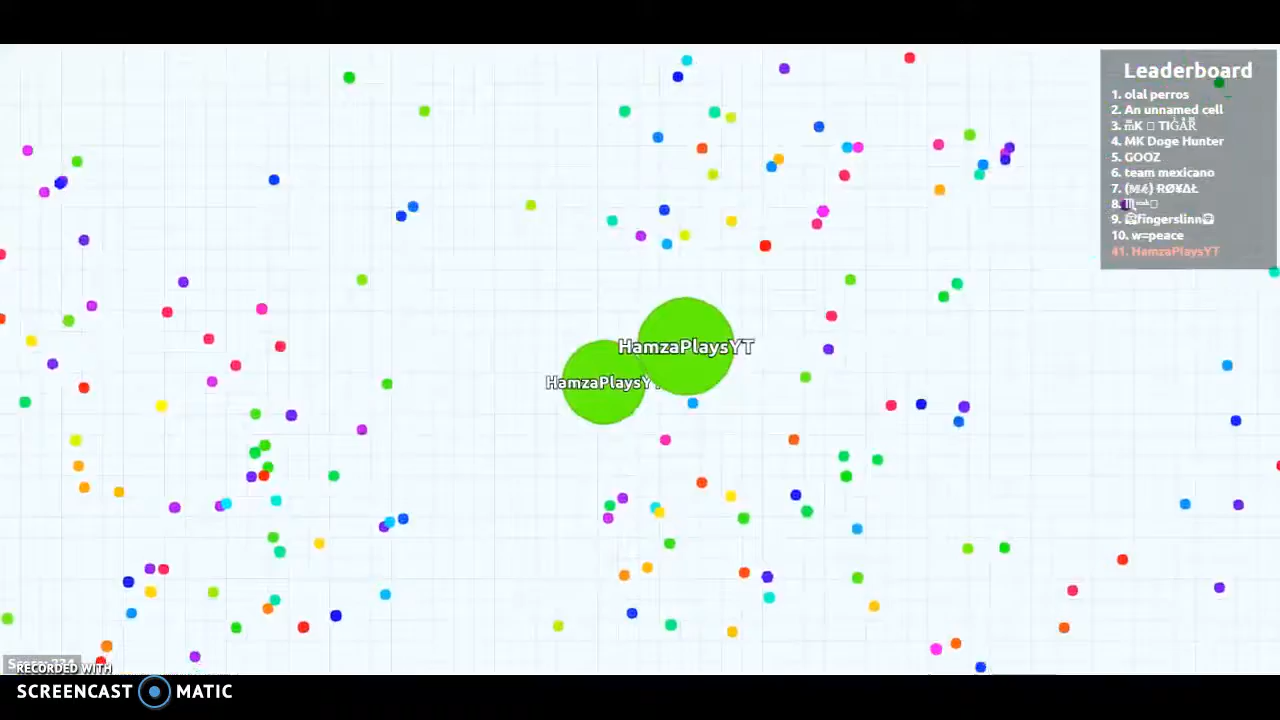 Leaderboard
1. olal perros
2. An unnamed cell
4. MK Doge Hunter
5. GOOZ
6. team mexicano
10. w=peace
41. HamzaPlaysYT
HamzaPlaysYT
HamzaPlaysY
RECORDED WITH
SCREENCAST MATIC